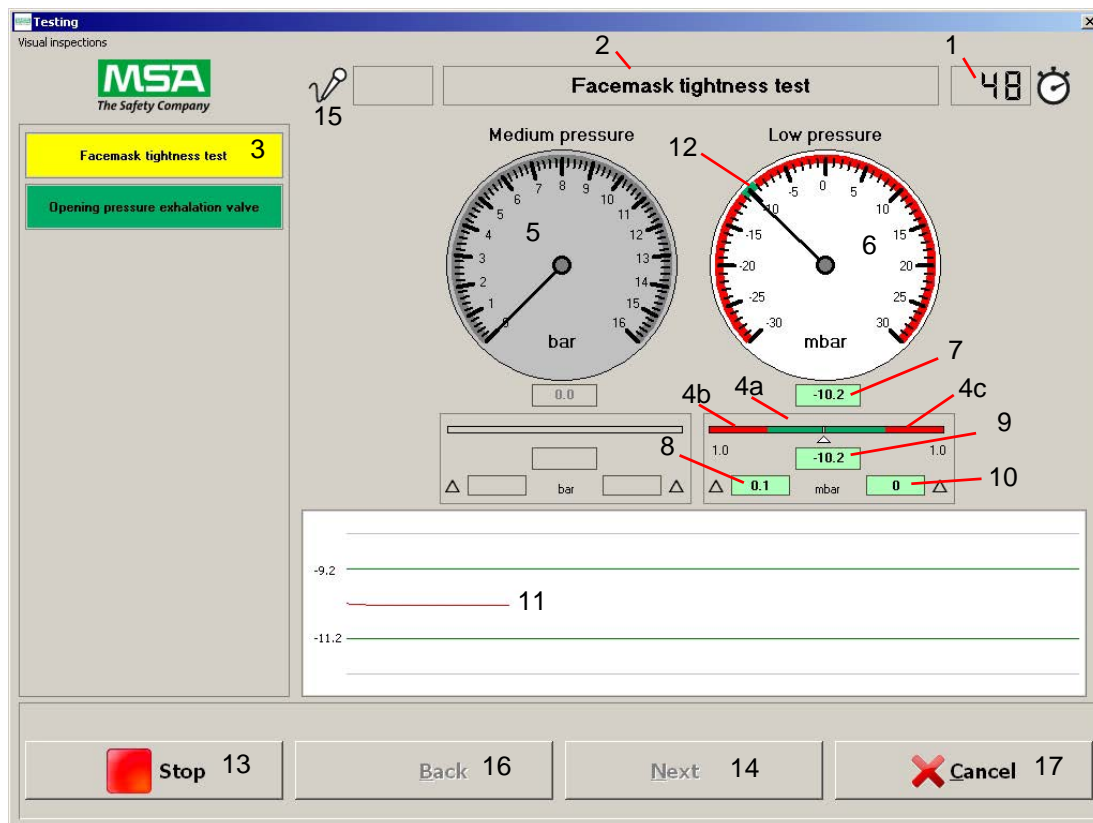 Testing
Visual inspections
MSA
The Safety Company
15
2
Facemask tightness test
1
48
Facemask tightness test 3
Opening pressure exhalation valve
Medium pressure
0 1 2 3 4 5 6 7 8 9 10 11 12 13 14 15 16
5
bar
0.0
bar
Low pressure
12
-30 -25 -20 -15 -10 -5 0 5 10 15 20 25 30
6
mbar
7
-10.2
4b 4a 4c
1.0 1.0
9
-10.2
8
0.1 mbar 0
10
-9.2
11
-11.2
Stop 13
Back 16
Next 14
Cancel 17